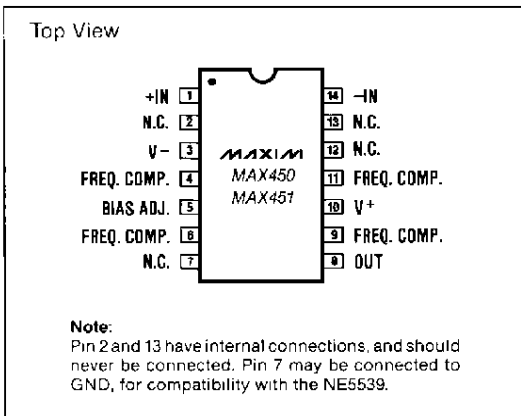 Top View
+IN 1
N.C. 2
V− 3
FREQ. COMP. 4
BIAS ADJ. 5
FREQ. COMP. 6
N.C. 7
MAXIM
MAX450
MAX451
14 −IN
13 N.C.
12 N.C.
11 FREQ. COMP.
10 V+
9 FREQ. COMP.
8 OUT
Note:
Pin 2 and 13 have internal connections, and should
never be connected. Pin 7 may be connected to
GND, for compatibility with the NE5539.